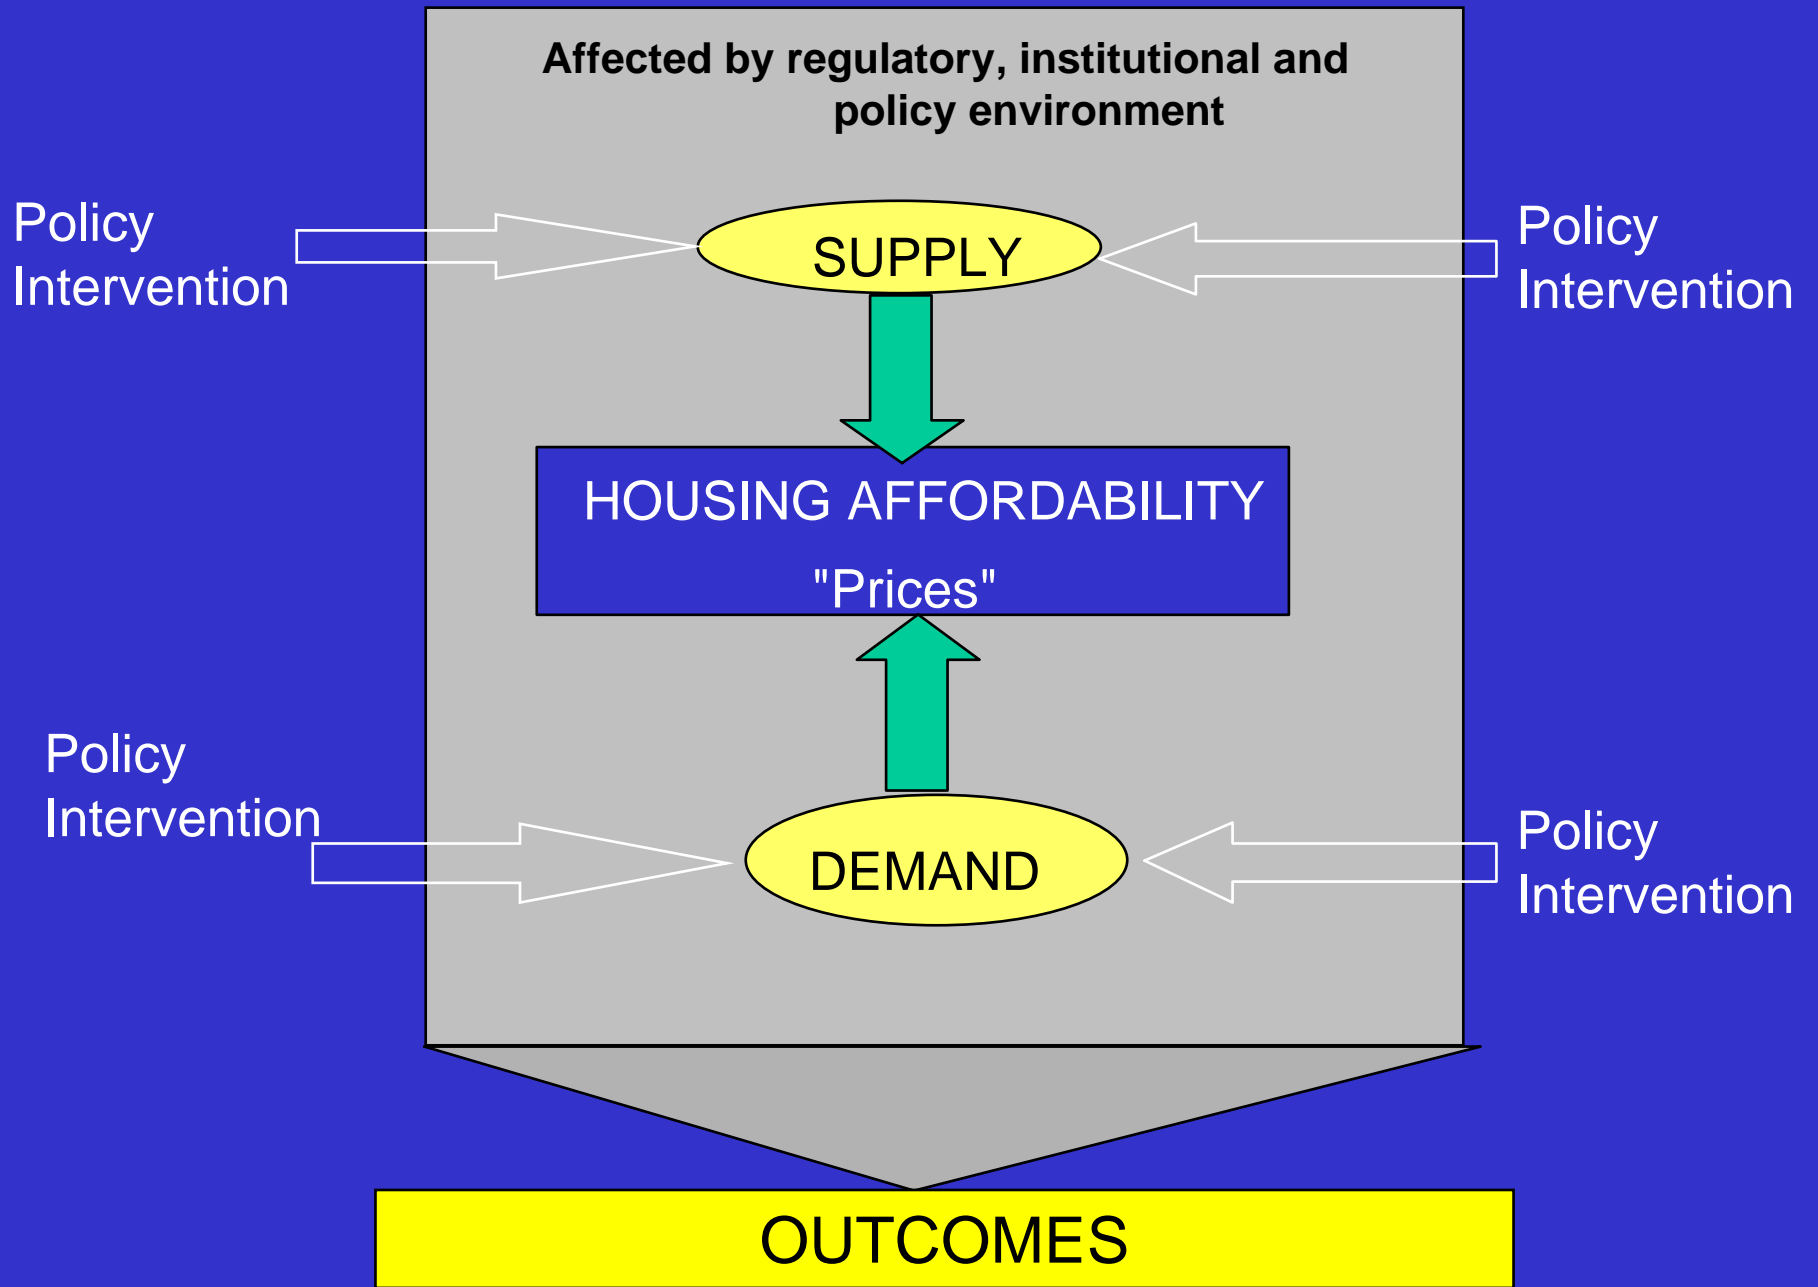 Affected by regulatory, institutional and
policy environment
Policy
Intervention
SUPPLY
Policy
Intervention
HOUSING AFFORDABILITY
"Prices"
Policy
Intervention
DEMAND
Policy
Intervention
OUTCOMES